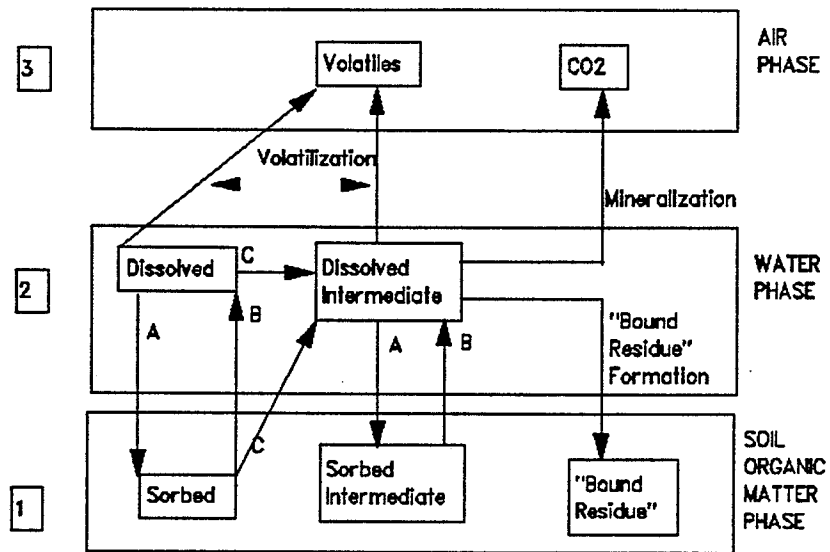 3
Volatiles
CO2
AIR
PHASE
Volatilization
Mineralization
2
Dissolved
C
Dissolved
Intermediate
WATER
PHASE
A
B
A
B
"Bound
Residue"
Formation
C
1
Sorbed
Sorbed
Intermediate
"Bound
Residue"
SOIL
ORGANIC
MATTER
PHASE